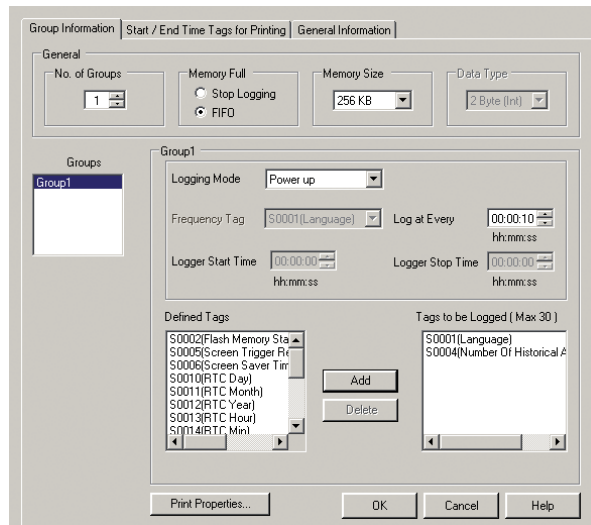 Group Information Start / End Time Tags for Printing General Information
General
No. of Groups Memory Full Memory Size Data Type
1 Stop Logging 256 KB 2 Byte (Int)
FIFO
Groups
Group1
Group1
Logging Mode Power up
Frequency Tag S0001(Language) Log at Every 00:00:10
hh:mm:ss
Logger Start Time 00:00:00 Logger Stop Time 00:00:00
hh:mm:ss hh:mm:ss
Defined Tags Tags to be Logged ( Max 30 )
S0002(Flash Memory Sta
S0005(Screen Trigger Re
S0006(Screen Saver Tim
S0010(RTC Day)
S0011(RTC Month)
S0012(RTC Year)
S0013(RTC Hour)
S0014(RTC Min)
Add
Delete
S0001(Language)
S0004(Number Of Historical A
Print Properties... OK Cancel Help